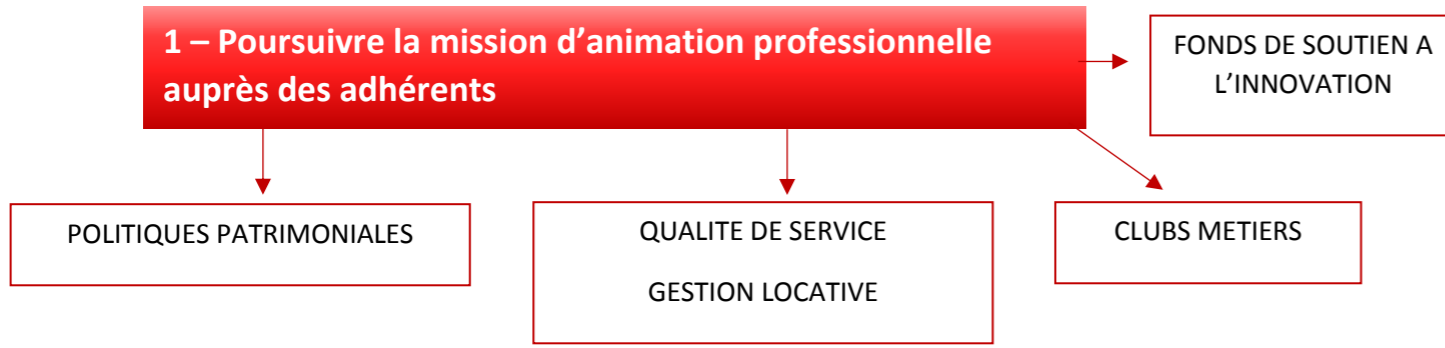 1 – Poursuivre la mission d’animation professionnelle
auprès des adhérents
FONDS DE SOUTIEN A
L’INNOVATION
POLITIQUES PATRIMONIALES
QUALITE DE SERVICE
GESTION LOCATIVE
CLUBS METIERS